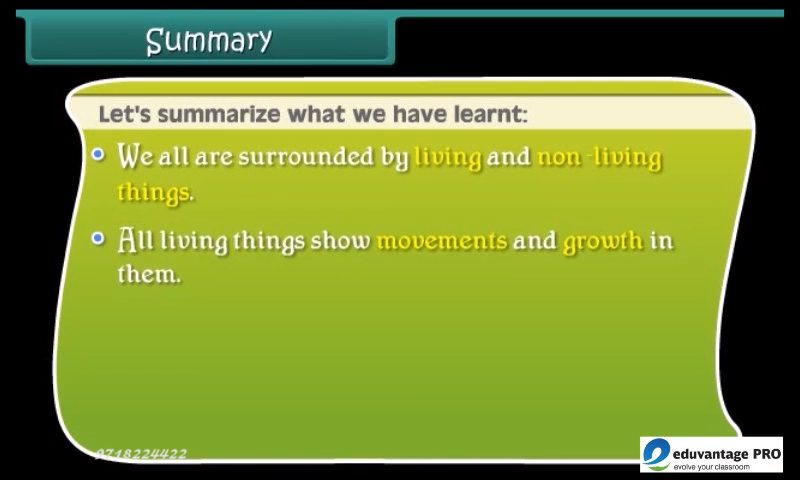 Summary
Let's summarize what we have learnt:
We all are surrounded by living and non-living
things.
All living things show movements and growth in
them.
9718224422
eduvantage PRO
evolve your classroom